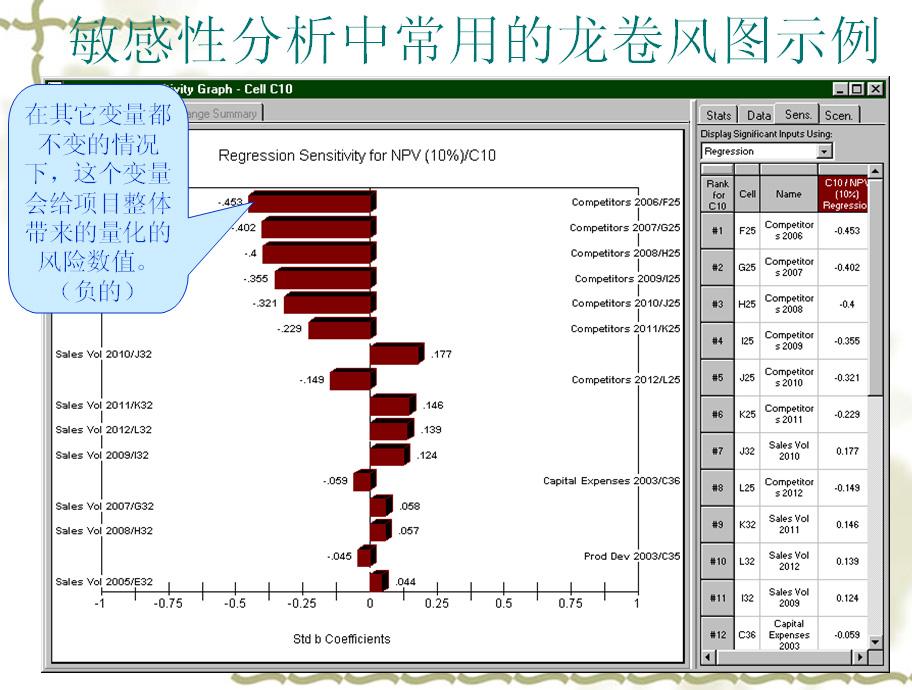 敏感性分析中常用的龙卷风图示例
ivity Graph - Cell C10
ange Summary
在其它变量都
不变的情况
下，这个变量
会给项目整体
带来的量化的
风险数值。
（负的）
Regression Sensitivity for NPV (10%)/C10
-.453 Competitors 2006/F25
-.402 Competitors 2007/G25
-.4 Competitors 2008/H25
-.355 Competitors 2009/I25
-.321 Competitors 2010/J25
-.229 Competitors 2011/K25
Sales Vol 2010/J32 .177
-.149 Competitors 2012/L25
Sales Vol 2011/K32 .146
Sales Vol 2012/L32 .139
Sales Vol 2009/I32 .124
-.059 Capital Expenses 2003/C36
Sales Vol 2007/G32 .058
Sales Vol 2008/H32 .057
-.045 Prod Dev 2003/C35
Sales Vol 2005/E32 .044
-1 -0.75 -0.5 -0.25 0 0.25 0.5 0.75 1
Std b Coefficients
Stats Data Sens. Scen.
Display Significant Inputs Using:
Regression
Rank for C10 Cell Name C10 / NPV (10%) Regressio
#1 F25 Competitors 2006 -0.453
#2 G25 Competitors 2007 -0.402
#3 H25 Competitors 2008 -0.4
#4 I25 Competitors 2009 -0.355
#5 J25 Competitors 2010 -0.321
#6 K25 Competitors 2011 -0.229
#7 J32 Sales Vol 2010 0.177
#8 L25 Competitors 2012 -0.149
#9 K32 Sales Vol 2011 0.146
#10 L32 Sales Vol 2012 0.139
#11 I32 Sales Vol 2009 0.124
#12 C36 Capital Expenses 2003 -0.059